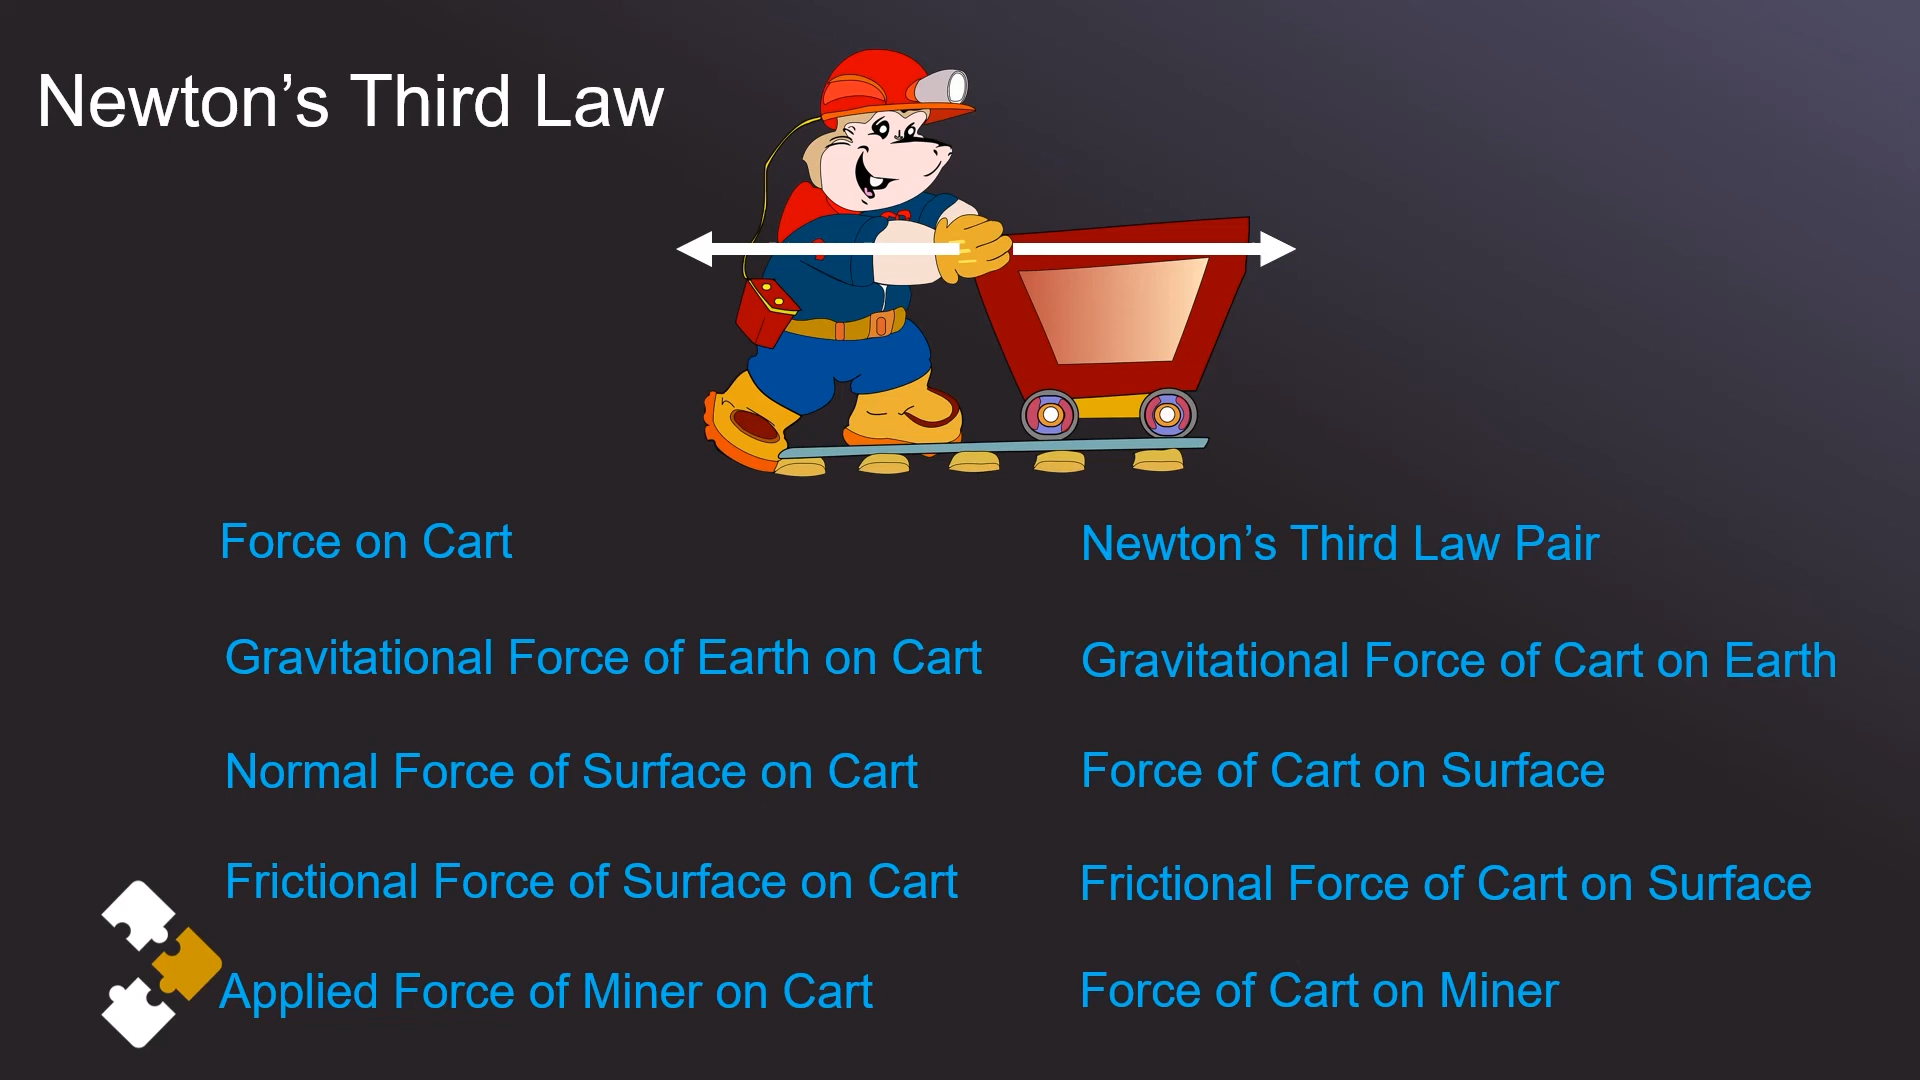 Newton’s Third Law
Force on Cart
Newton’s Third Law Pair
Gravitational Force of Earth on Cart
Gravitational Force of Cart on Earth
Normal Force of Surface on Cart
Force of Cart on Surface
Frictional Force of Surface on Cart
Frictional Force of Cart on Surface
Applied Force of Miner on Cart
Force of Cart on Miner